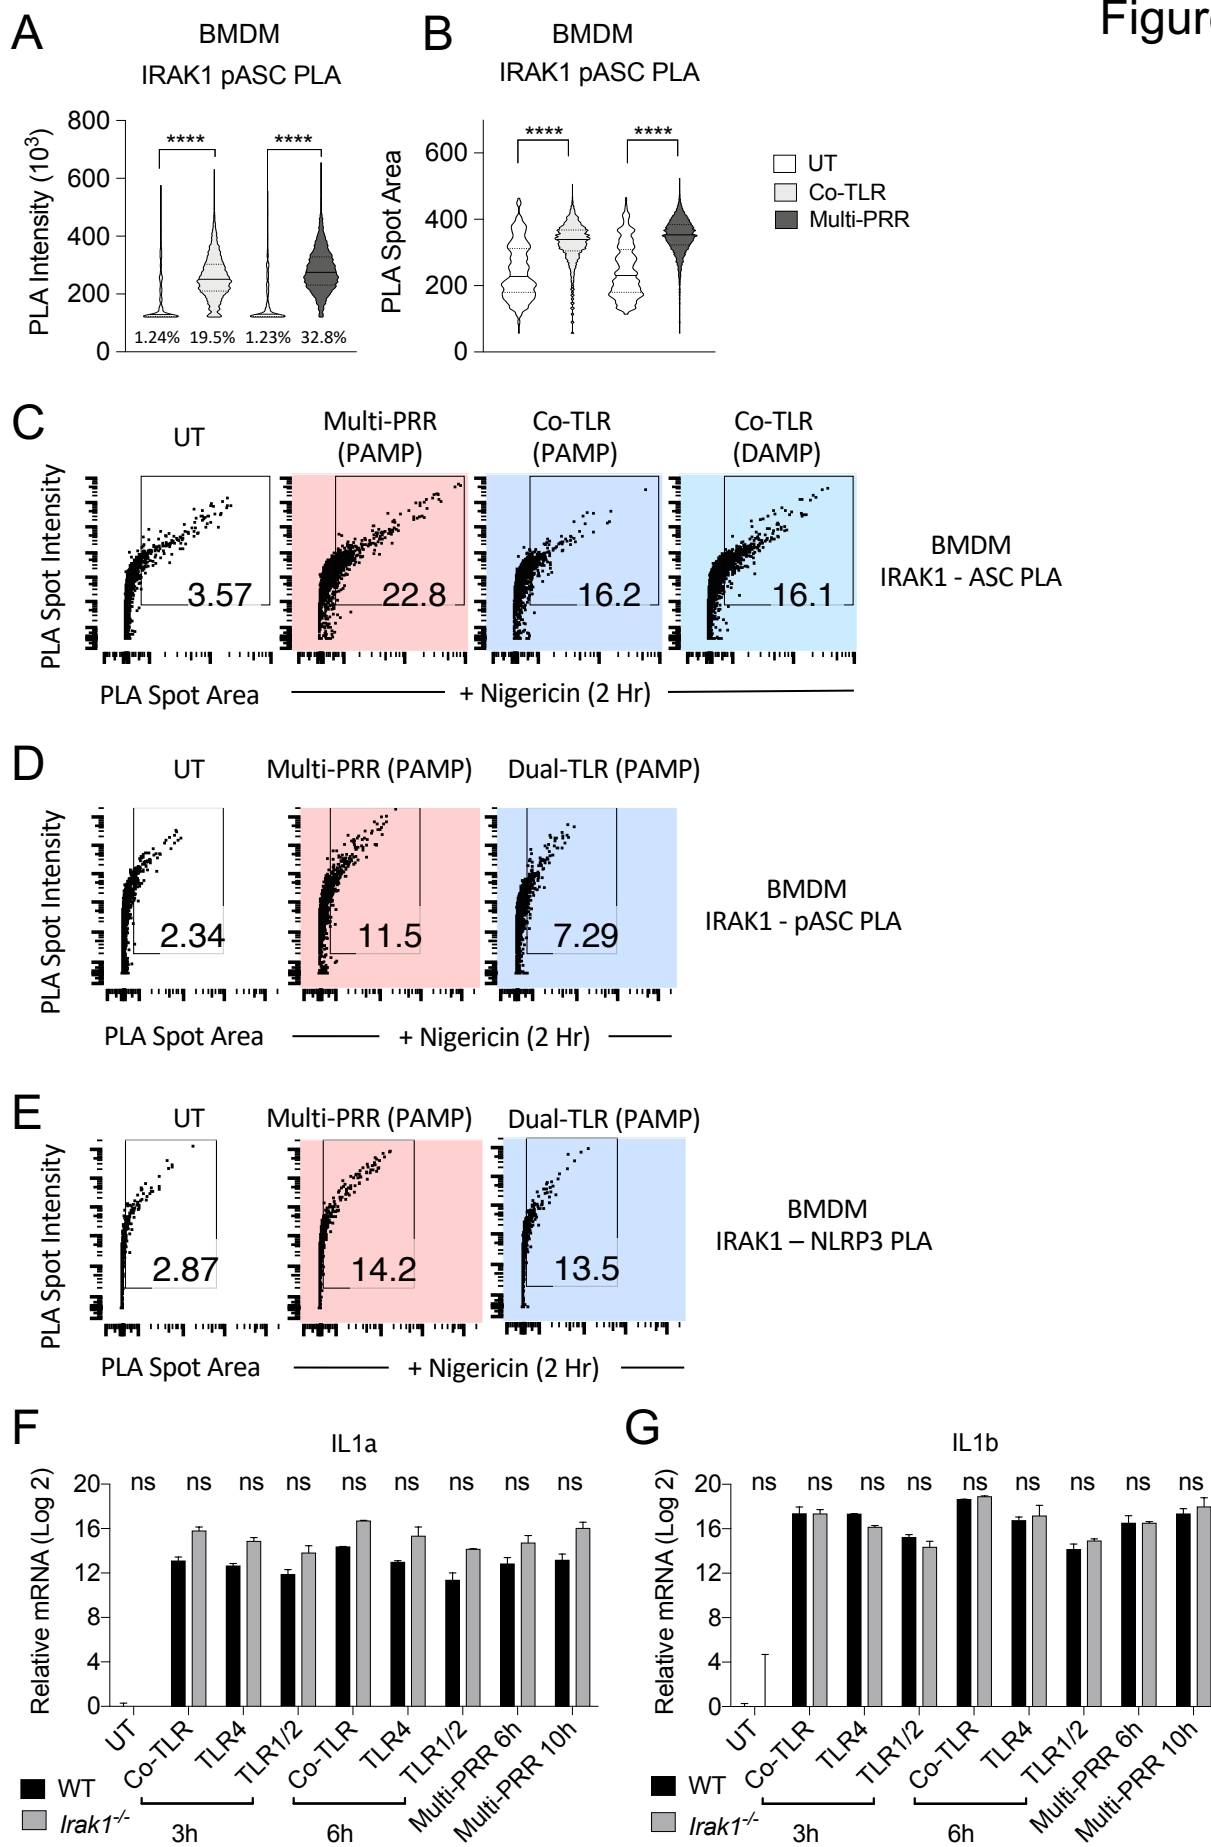 Figure
A
BMDM
IRAK1 pASC PLA
PLA Intensity (10³)
800
600
400
200
0
****
****
1.24%
19.5%
1.23%
32.8%
B
BMDM
IRAK1 pASC PLA
PLA Spot Area
600
400
200
0
****
****
UT
Co-TLR
Multi-PRR
C
UT
Multi-PRR
(PAMP)
Co-TLR
(PAMP)
Co-TLR
(DAMP)
PLA Spot Intensity
3.57
22.8
16.2
16.1
BMDM
IRAK1 - ASC PLA
PLA Spot Area
+ Nigericin (2 Hr)
D
UT
Multi-PRR (PAMP)
Dual-TLR (PAMP)
PLA Spot Intensity
2.34
11.5
7.29
BMDM
IRAK1 - pASC PLA
PLA Spot Area
+ Nigericin (2 Hr)
E
UT
Multi-PRR (PAMP)
Dual-TLR (PAMP)
PLA Spot Intensity
2.87
14.2
13.5
BMDM
IRAK1 – NLRP3 PLA
PLA Spot Area
+ Nigericin (2 Hr)
F
IL1a
Relative mRNA (Log 2)
20
16
12
8
4
0
ns ns ns ns ns ns ns ns ns
UT
Co-TLR
TLR4
TLR1/2
Co-TLR
TLR4
TLR1/2
Multi-PRR 6h
Multi-PRR 10h
WT
Irak1-/-
3h
6h
G
IL1b
Relative mRNA (Log 2)
20
16
12
8
4
0
ns ns ns ns ns ns ns ns ns
UT
Co-TLR
TLR4
TLR1/2
Co-TLR
TLR4
TLR1/2
Multi-PRR 6h
Multi-PRR 10h
WT
Irak1-/-
3h
6h